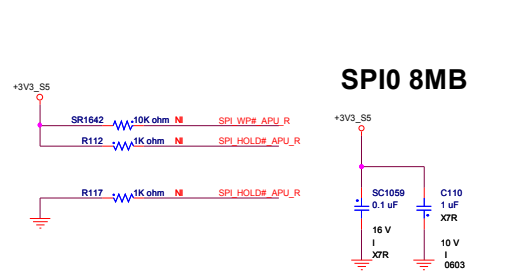 SPI0 8MB
+3V3_S5
SR1642 10K ohm NI SPI_WP#_APU_R
R112 1K ohm NI SPI_HOLD#_APU_R
R117 1K ohm NI SPI_HOLD#_APU_R
+3V3_S5
SC1059 C110
0.1 uF 1 uF
X7R
16 V 10 V
I I
X7R 0603